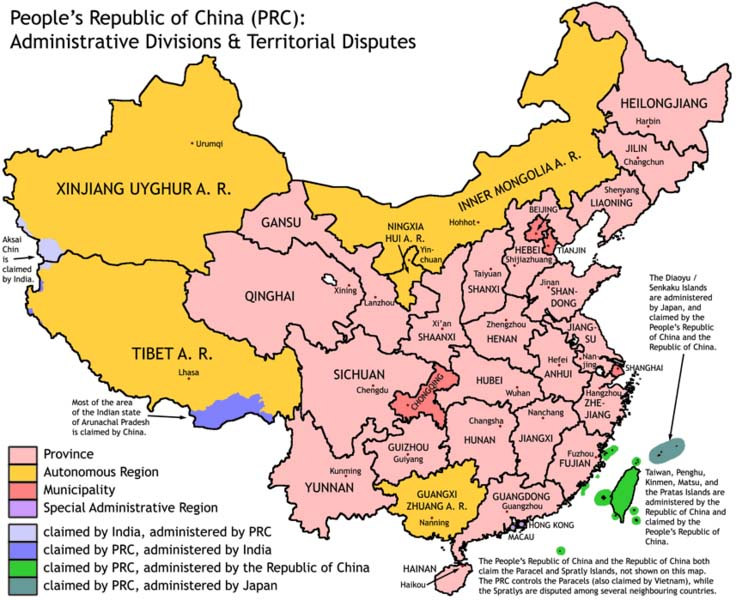 People's Republic of China (PRC):
Administrative Divisions & Territorial Disputes
HEILONGJIANG
Harbin
JILIN
Changchun
Urumqi
XINJIANG UYGHUR A. R.
INNER MONGOLIA A. R.
Shenyang
LIAONING
BEIJING
GANSU
NINGXIA
HUI A. R.
Hohhot
Yin-
chuan
HEBEI
Shijiazhuang
TIANJIN
Aksai
Chin
is
claimed
by India.
Taiyuan
SHANXI
Jinan
SHAN-
DONG
QINGHAI
Xining
Lanzhou
The Diaoyu /
Senkaku Islands
are administered
by Japan, and
claimed by the
People's Republic
of China and the
Republic of China.
Xi'an
SHAANXI
Zhengzhou
HENAN
JIANG-
SU
TIBET A. R.
Lhasa
SICHUAN
Chengdu
CHONGQING
HUBEI
Wuhan
Hefei
ANHUI
Nan-
jing
SHANGHAI
Hangzhou
ZHE-
JIANG
Most of the area
of the Indian state
of Arunachal Pradesh
is claimed by China.
Changsha
HUNAN
Nanchang
JIANGXI
GUIZHOU
Guiyang
Fuzhou
FUJIAN
Kunming
YUNNAN
GUANGXI
ZHUANG A. R.
Nanning
GUANGDONG
Guangzhou
HONG KONG
MACAU
Taiwan, Penghu,
Kinmen, Matsu, and
the Pratas Islands are
administered by the
Republic of China and
claimed by the
People's Republic of
China.
HAINAN
Haikou
Province
Autonomous Region
Municipality
Special Administrative Region
claimed by India, administered by PRC
claimed by PRC, administered by India
claimed by PRC, administered by the Republic of China
claimed by PRC, administered by Japan
The People's Republic of China and the Republic of China both
claim the Paracel and Spratly Islands, not shown on this map.
The PRC controls the Paracels (also claimed by Vietnam), while
the Spratlys are disputed among several neighbouring countries.